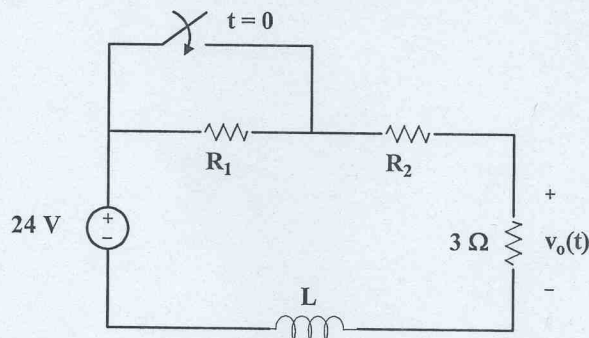 t = 0
R₁
R₂
24 V
+
−
3 Ω
+
vₒ(t)
−
L